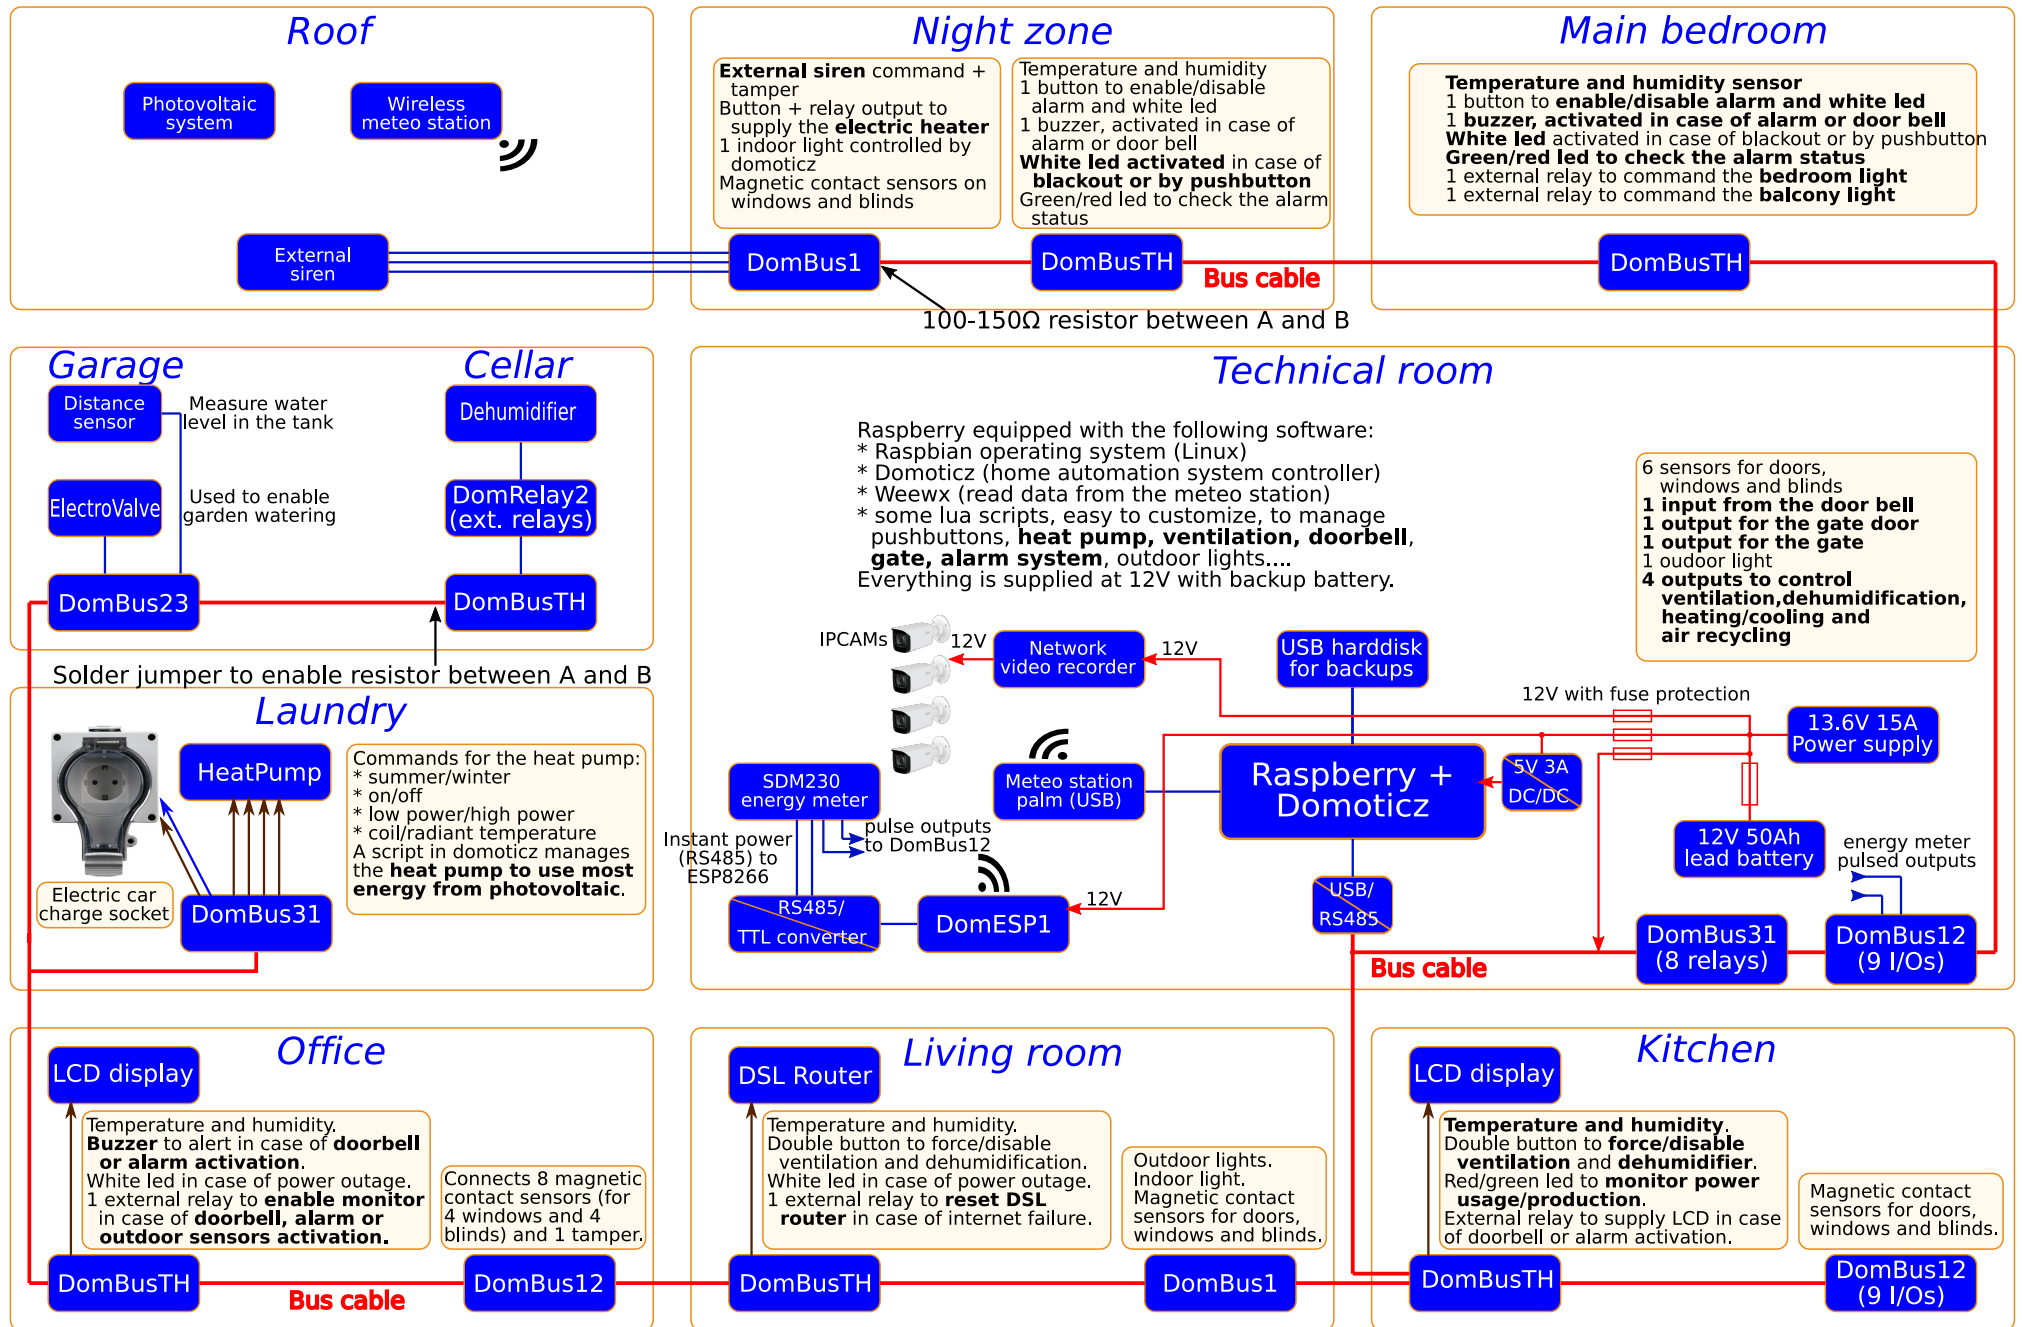 Roof
Photovoltaic
system
Wireless
meteo station
External
siren
Night zone
External siren command +
tamper
Button + relay output to
supply the electric heater
1 indoor light controlled by
domoticz
Magnetic contact sensors on
windows and blinds
Temperature and humidity
1 button to enable/disable
alarm and white led
1 buzzer, activated in case of
alarm or door bell
White led activated in case of
blackout or by pushbutton
Green/red led to check the alarm
status
DomBus1
DomBusTH
Bus cable
100-150Ω resistor between A and B
Main bedroom
Temperature and humidity sensor
1 button to enable/disable alarm and white led
1 buzzer, activated in case of alarm or door bell
White led activated in case of blackout or by pushbutton
Green/red led to check the alarm status
1 external relay to command the bedroom light
1 external relay to command the balcony light
DomBusTH
Garage
Distance
sensor
Measure water
level in the tank
ElectroValve
Used to enable
garden watering
DomBus23
Cellar
Dehumidifier
DomRelay2
(ext. relays)
DomBusTH
Solder jumper to enable resistor between A and B
Technical room
Raspberry equipped with the following software:
* Raspbian operating system (Linux)
* Domoticz (home automation system controller)
* Weewx (read data from the meteo station)
* some lua scripts, easy to customize, to manage
pushbuttons, heat pump, ventilation, doorbell,
gate, alarm system, outdoor lights....
Everything is supplied at 12V with backup battery.
6 sensors for doors,
windows and blinds
1 input from the door bell
1 output for the gate door
1 output for the gate
1 oudoor light
4 outputs to control
ventilation,dehumidification,
heating/cooling and
air recycling
IPCAMs
12V
Network
video recorder
12V
USB harddisk
for backups
12V with fuse protection
13.6V 15A
Power supply
SDM230
energy meter
Meteo station
palm (USB)
Raspberry +
Domoticz
5V 3A
DC/DC
Instant power
(RS485) to
ESP8266
pulse outputs
to DomBus12
12V 50Ah
lead battery
energy meter
pulsed outputs
RS485/
TTL converter
DomESP1
12V
USB/
RS485
Bus cable
DomBus31
(8 relays)
DomBus12
(9 I/Os)
Laundry
HeatPump
Commands for the heat pump:
* summer/winter
* on/off
* low power/high power
* coil/radiant temperature
A script in domoticz manages
the heat pump to use most
energy from photovoltaic.
Electric car
charge socket
DomBus31
Office
LCD display
Temperature and humidity.
Buzzer to alert in case of doorbell
or alarm activation.
White led in case of power outage.
1 external relay to enable monitor
in case of doorbell, alarm or
outdoor sensors activation.
Connects 8 magnetic
contact sensors (for
4 windows and 4
blinds) and 1 tamper.
DomBusTH
Bus cable
DomBus12
Living room
DSL Router
Temperature and humidity.
Double button to force/disable
ventilation and dehumidification.
White led in case of power outage.
1 external relay to reset DSL
router in case of internet failure.
Outdoor lights.
Indoor light.
Magnetic contact
sensors for doors,
windows and blinds.
DomBusTH
DomBus1
Kitchen
LCD display
Temperature and humidity.
Double button to force/disable
ventilation and dehumidifier.
Red/green led to monitor power
usage/production.
External relay to supply LCD in case
of doorbell or alarm activation.
Magnetic contact
sensors for doors,
windows and blinds.
DomBusTH
DomBus12
(9 I/Os)